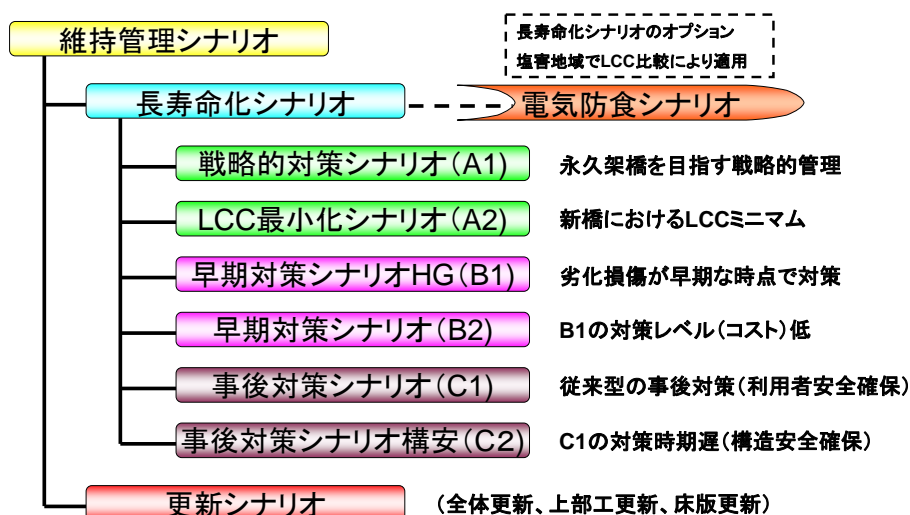 維持管理シナリオ
長寿命化シナリオのオプション
塩害地域でLCC比較により適用
長寿命化シナリオ
電気防食シナリオ
戦略的対策シナリオ(A1)
永久架橋を目指す戦略的管理
LCC最小化シナリオ(A2)
新橋におけるLCCミニマム
早期対策シナリオHG(B1)
劣化損傷が早期な時点で対策
早期対策シナリオ(B2)
B1の対策レベル(コスト)低
事後対策シナリオ(C1)
従来型の事後対策(利用者安全確保)
事後対策シナリオ構安(C2)
C1の対策時期遅(構造安全確保)
更新シナリオ
(全体更新、上部工更新、床版更新)